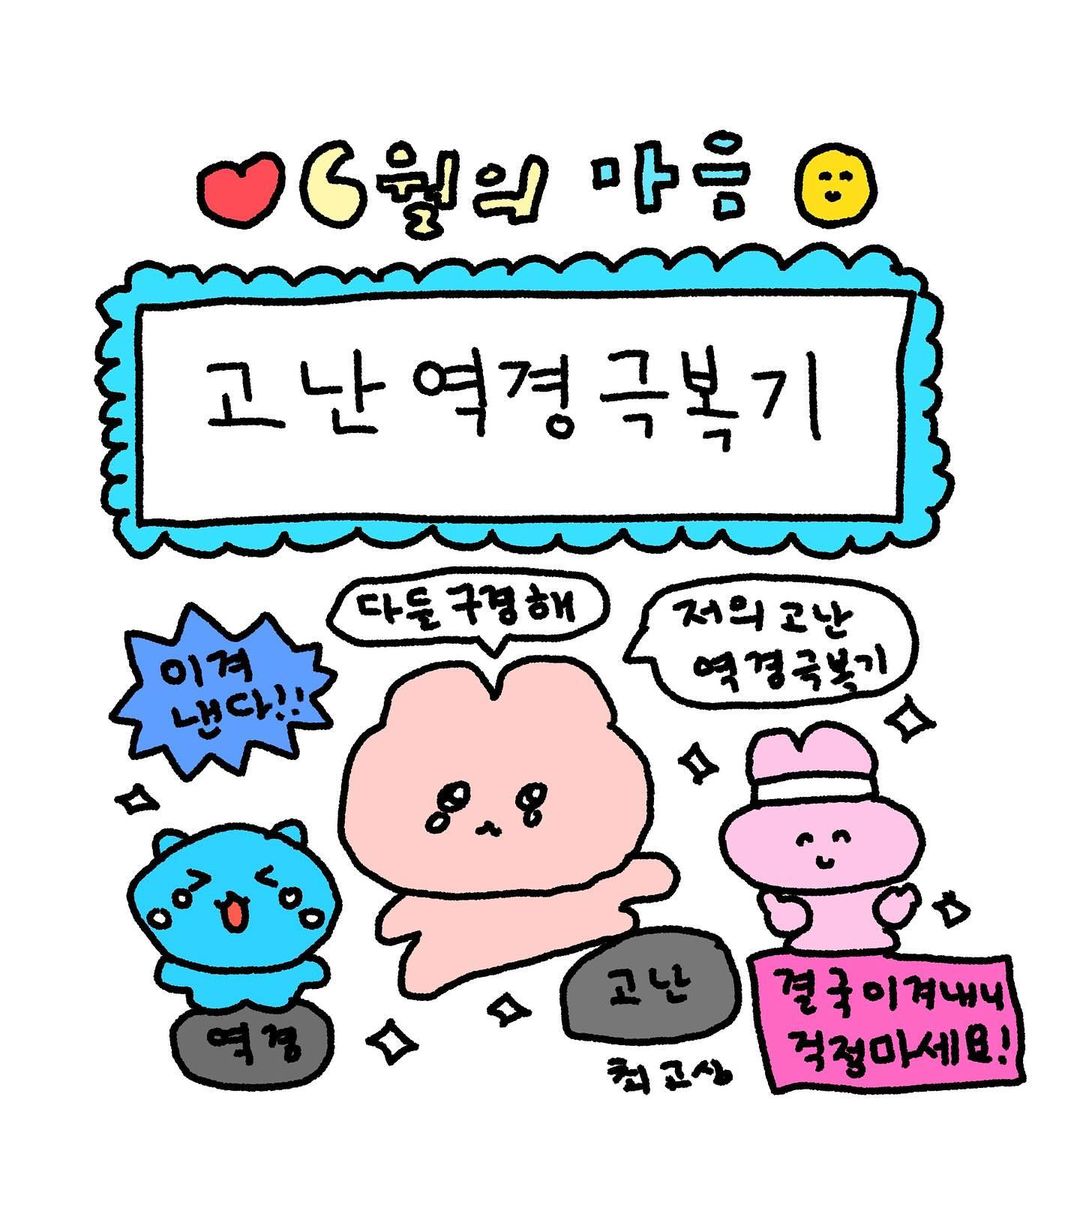 6월의 마음
고난역경극복기
다들 구경해
저의 고난
역경극복기
이겨
낸다!!
역경
고난
최고심
결국 이겨내니
걱정마세요!